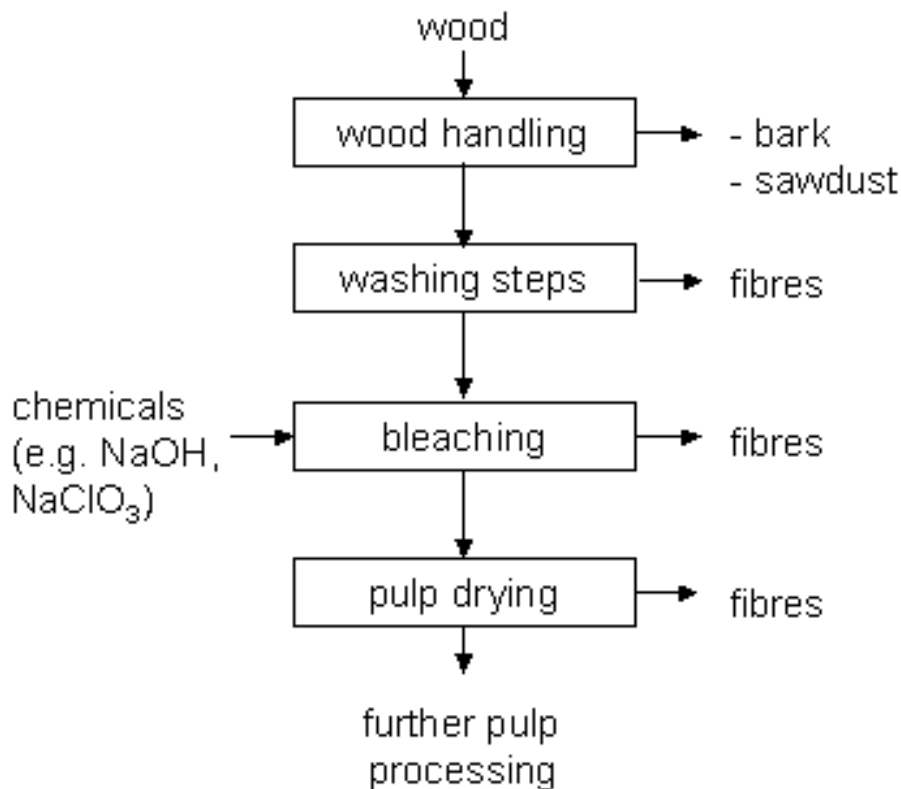 wood
wood handling
- bark
- sawdust
washing steps
fibres
chemicals
(e.g. NaOH,
NaClO₃)
bleaching
fibres
pulp drying
fibres
further pulp
processing